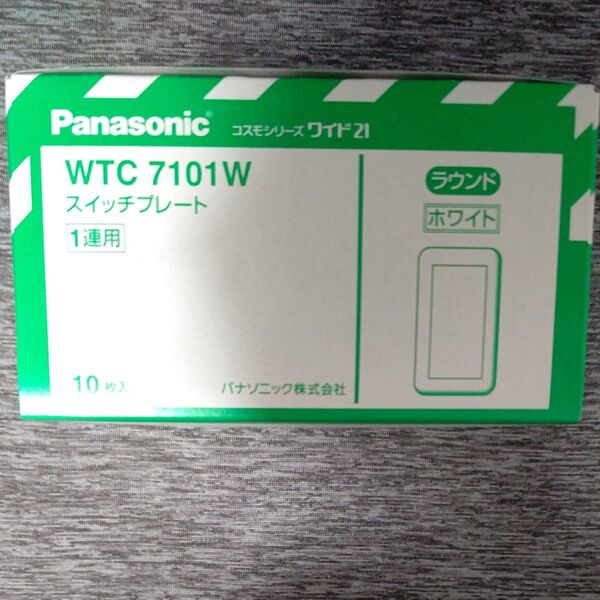 Panasonic コスモシリーズ ワイド21
WTC 7101W
スイッチプレート
1連用
ラウンド
ホワイト
10枚入
パナソニック株式会社